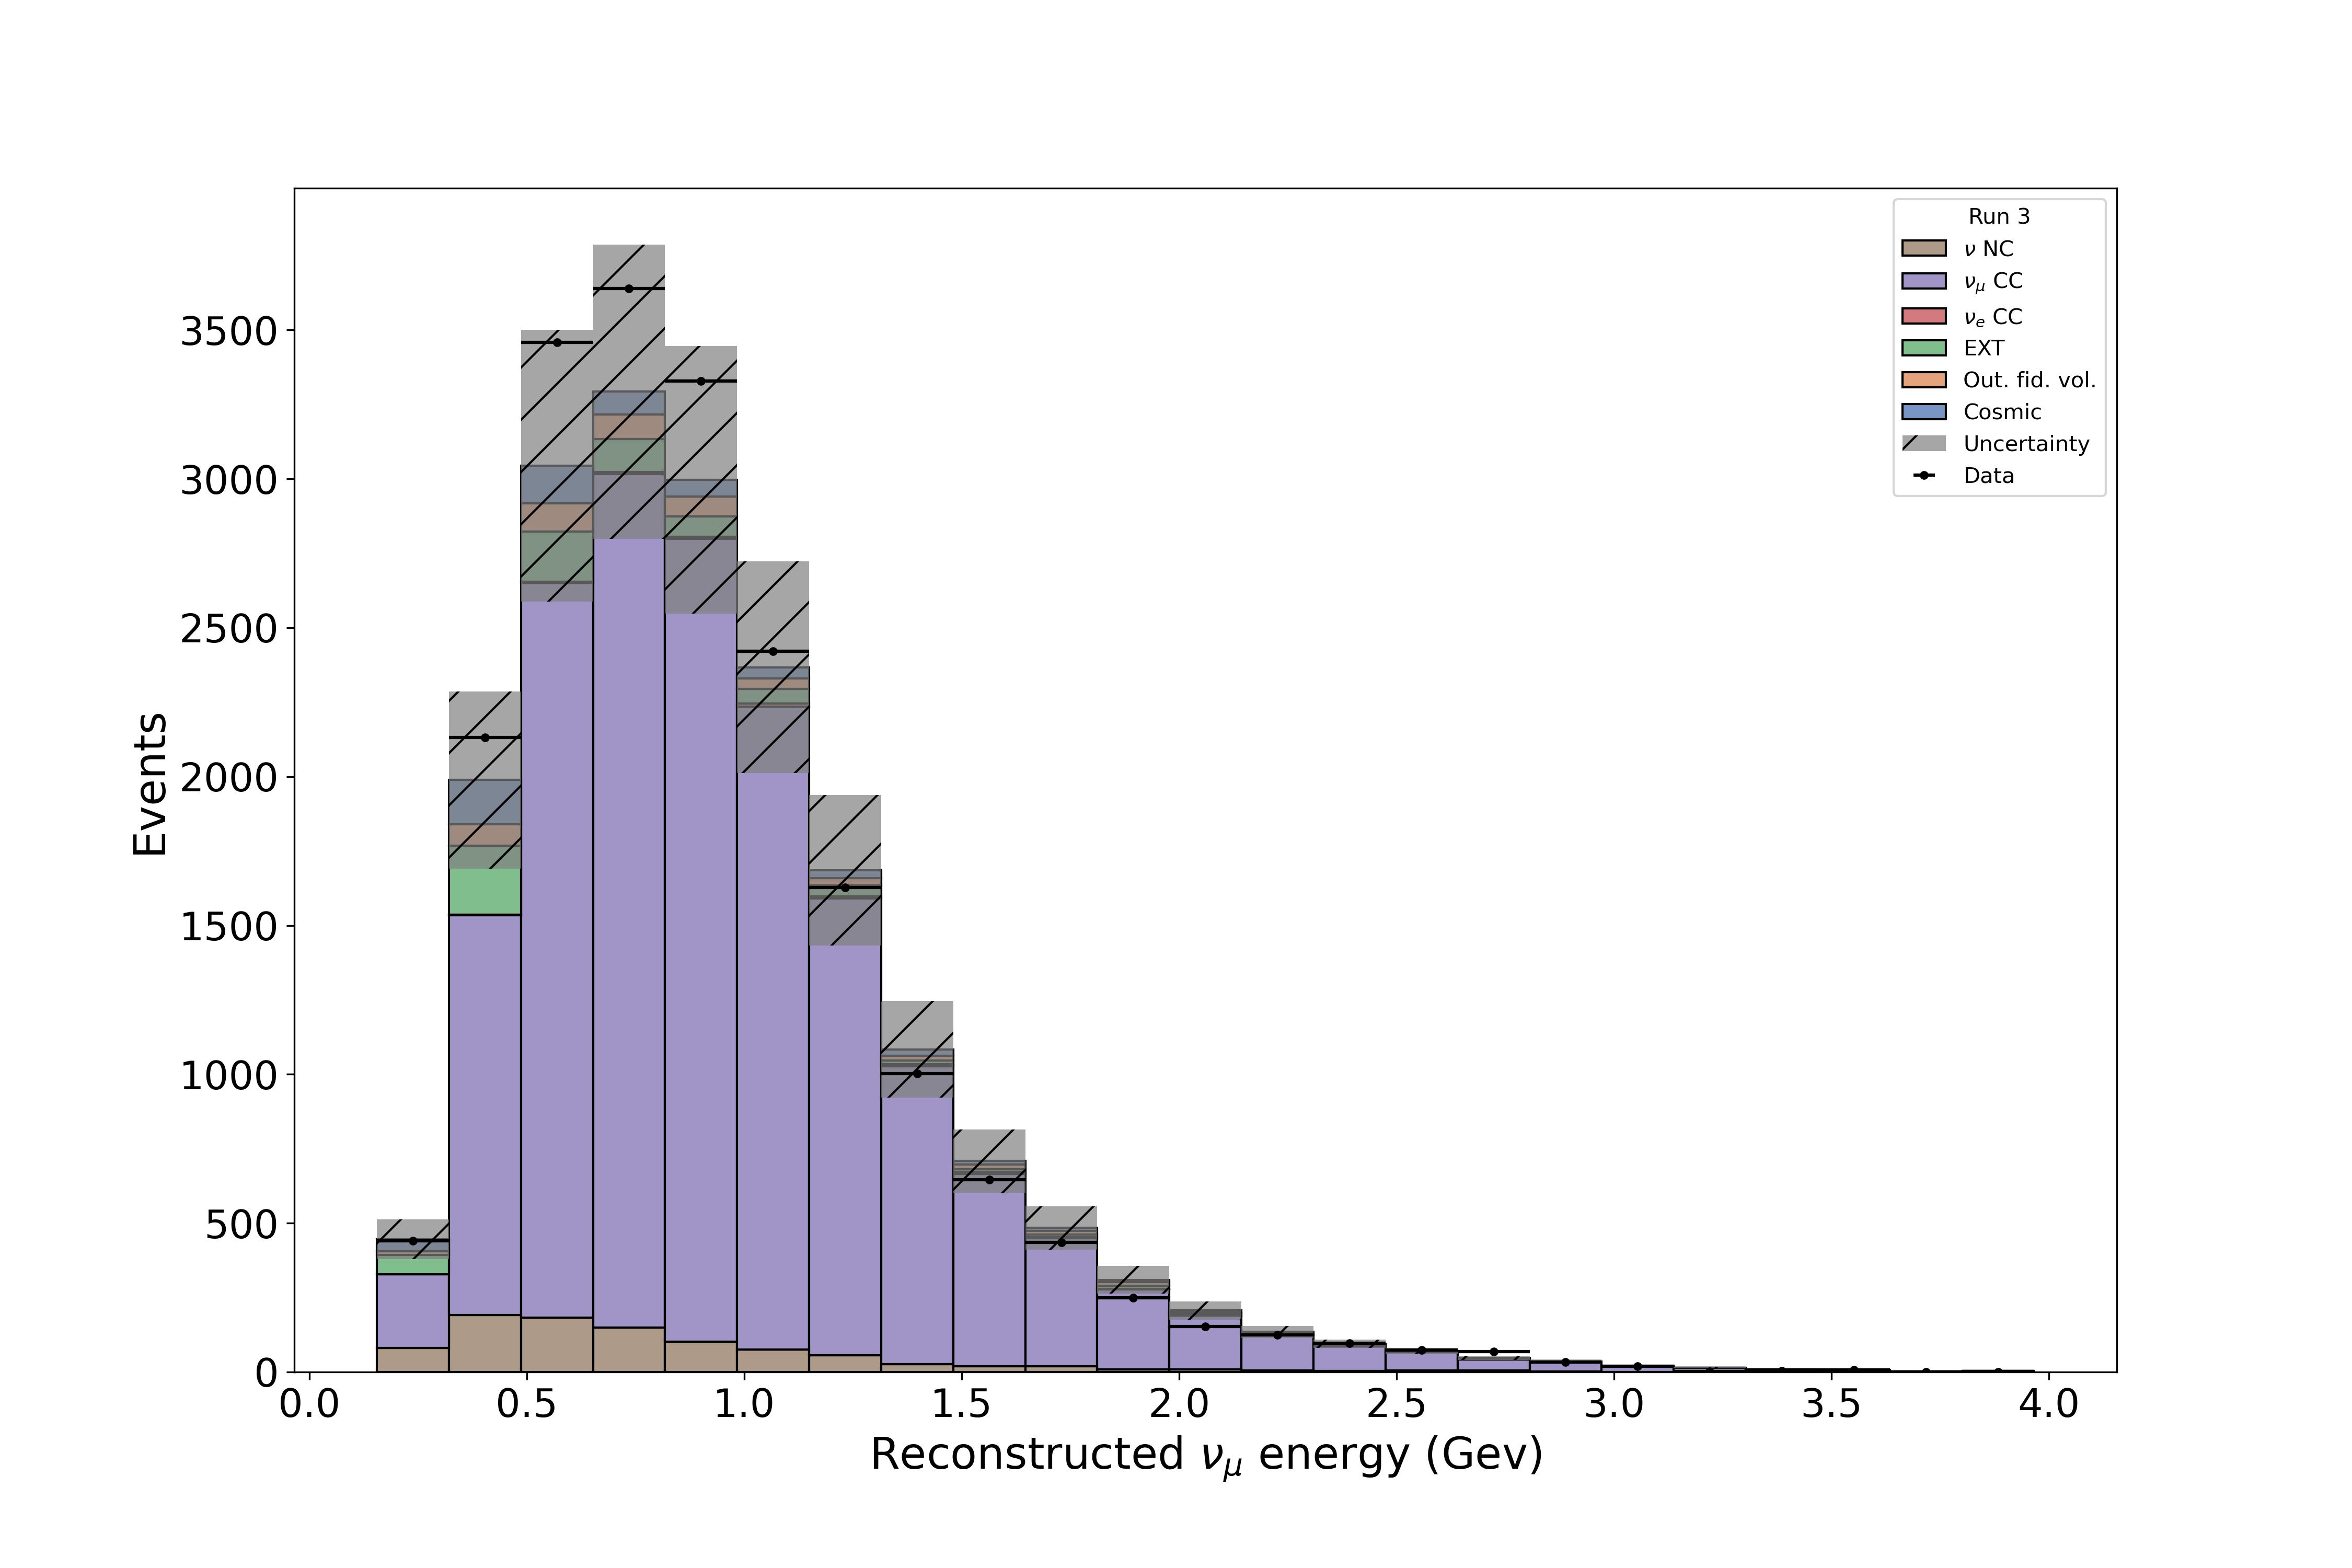 Run 3
ν NC
ν_μ CC
ν_e CC
EXT
Out. fid. vol.
Cosmic
Uncertainty
Data
Events
3500
3000
2500
2000
1500
1000
500
0
0.0 0.5 1.0 1.5 2.0 2.5 3.0 3.5 4.0
Reconstructed ν_μ energy (Gev)